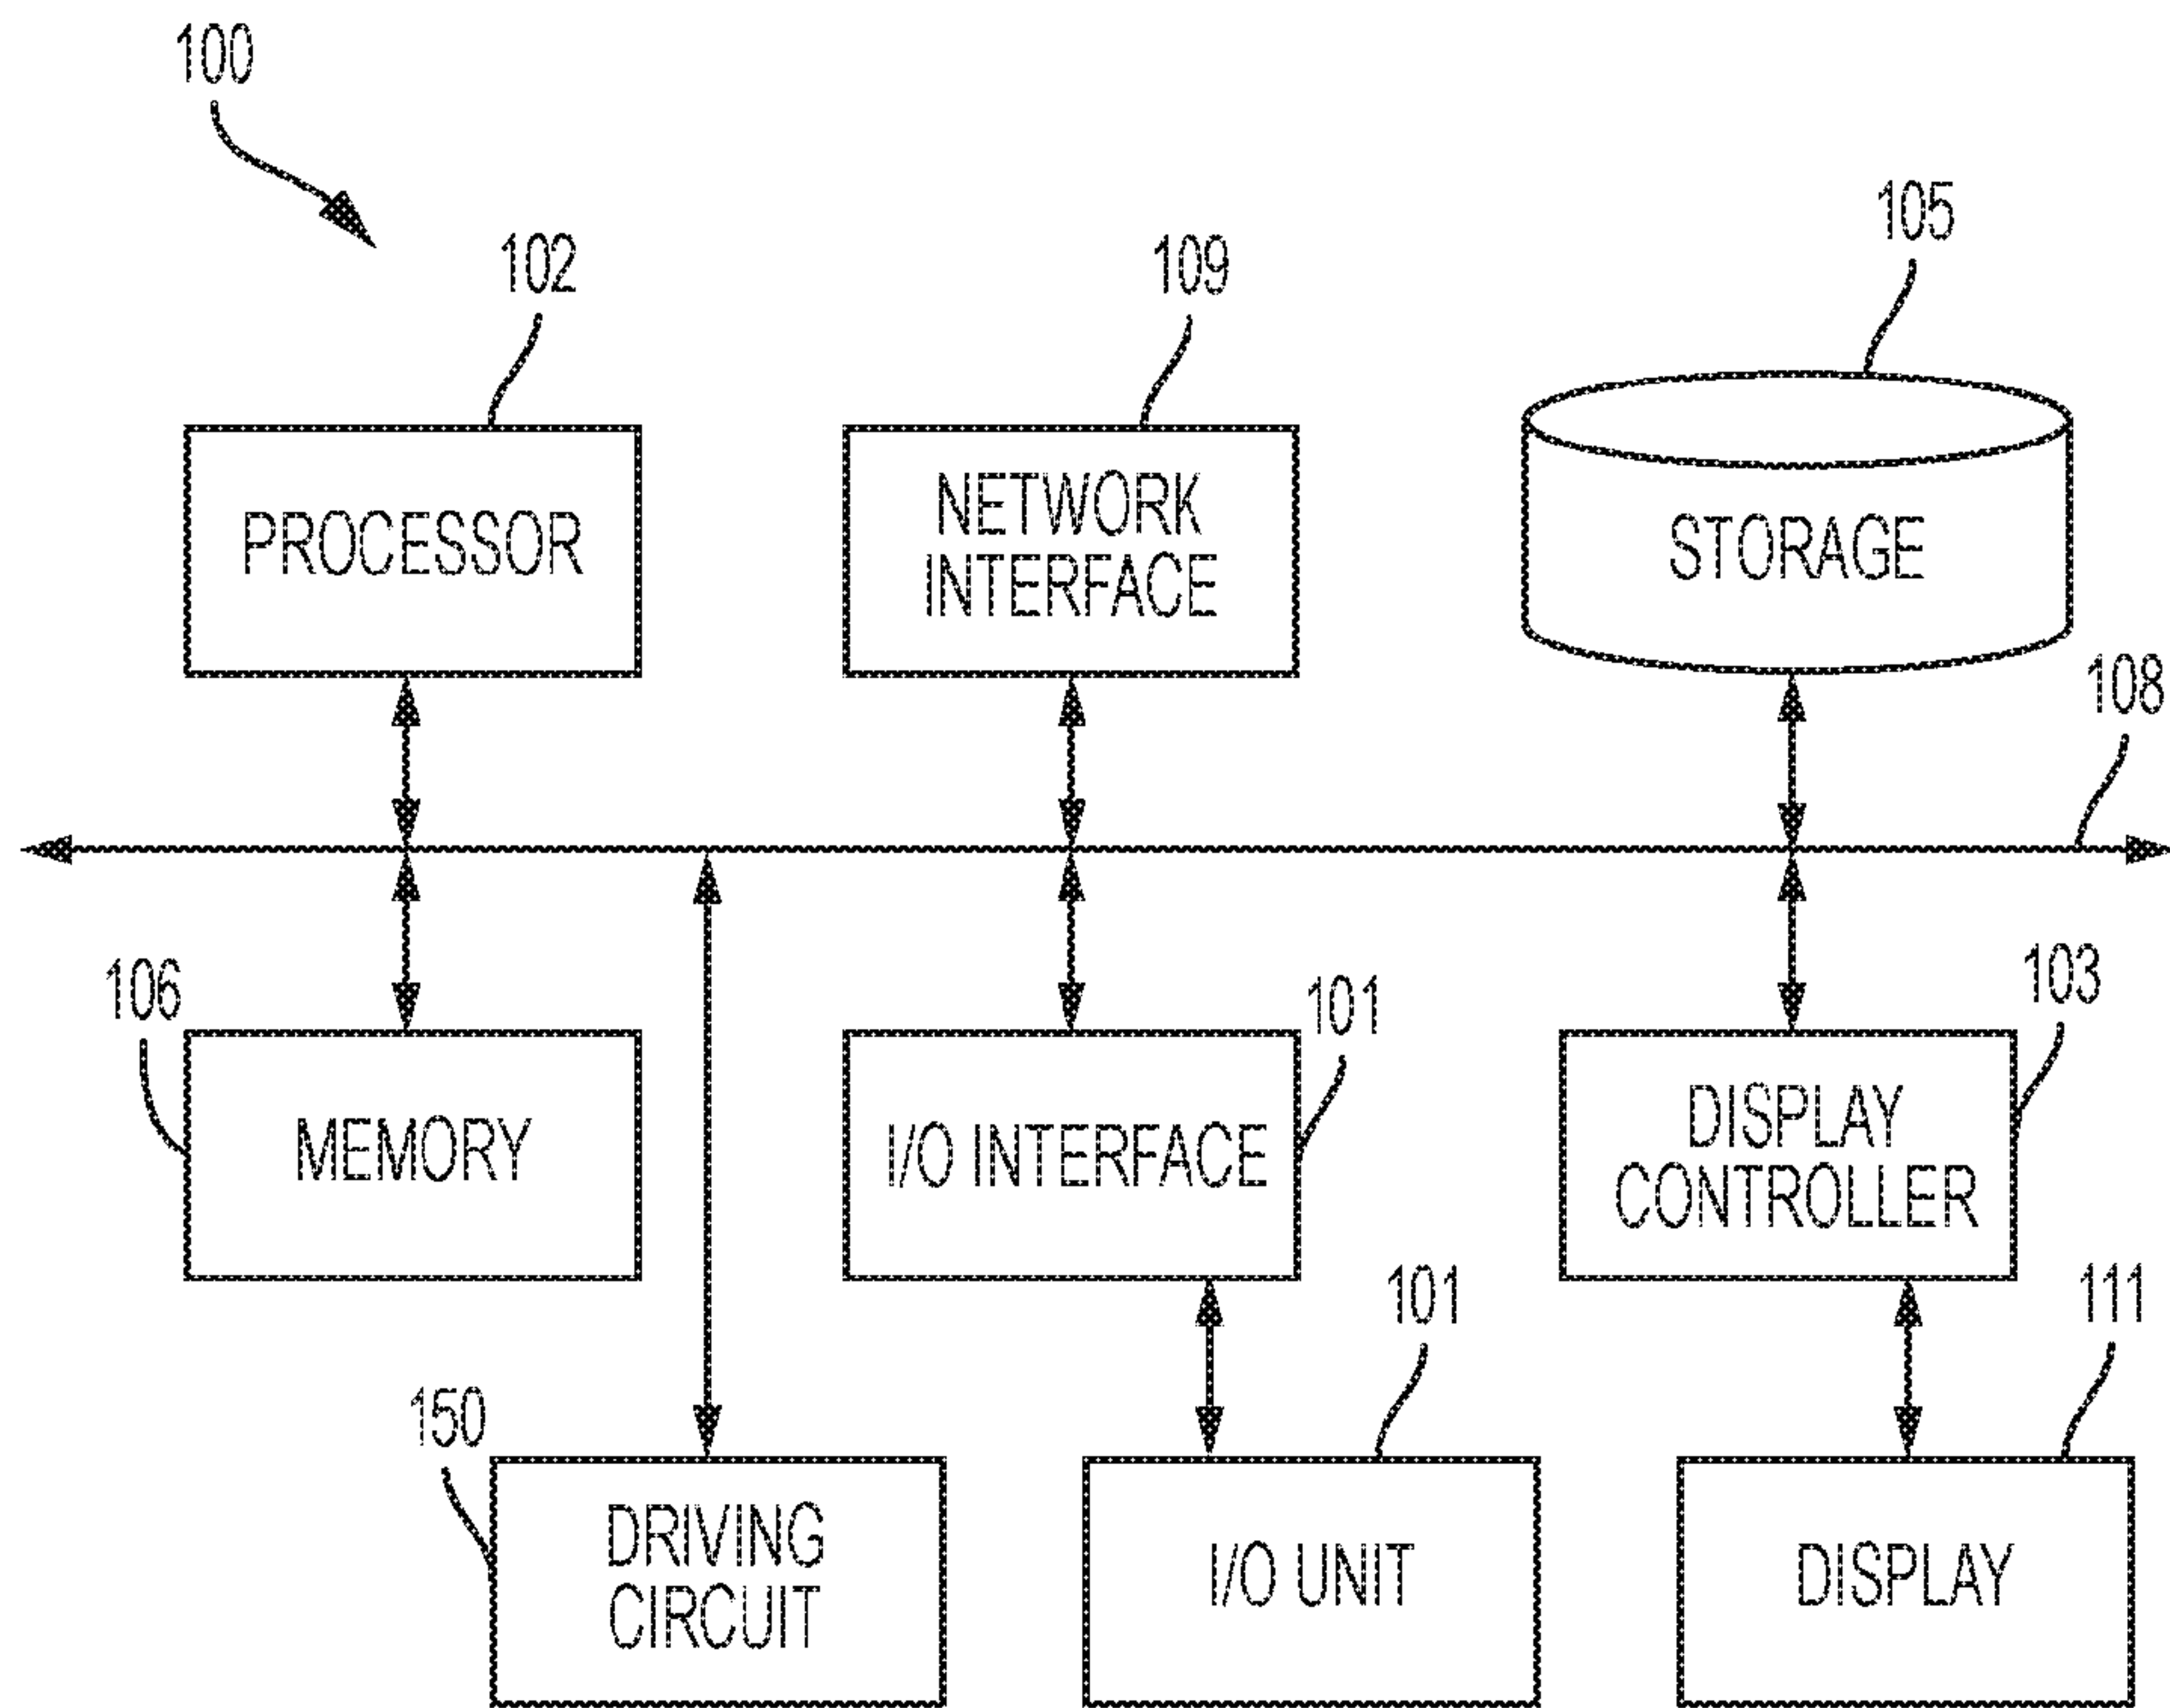 100
102
109
105
PROCESSOR
NETWORK
INTERFACE
STORAGE
108
106
101
103
MEMORY
I/O INTERFACE
DISPLAY
CONTROLLER
150
101
111
DRIVING
CIRCUIT
I/O UNIT
DISPLAY